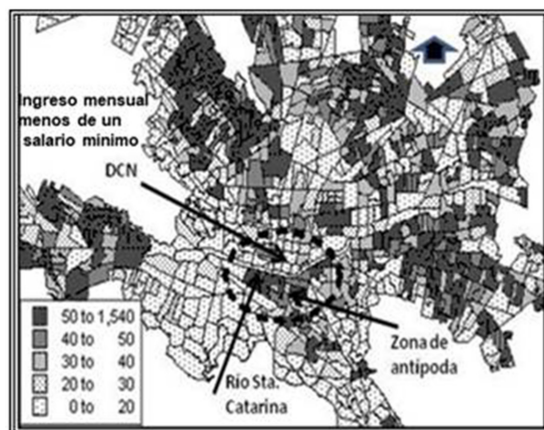 Ingreso mensual
menos de un
salario mínimo
DCN
50 to 1,540
40 to 50
30 to 40
20 to 30
0 to 20
Río Sta.
Catarina
Zona de
antípoda